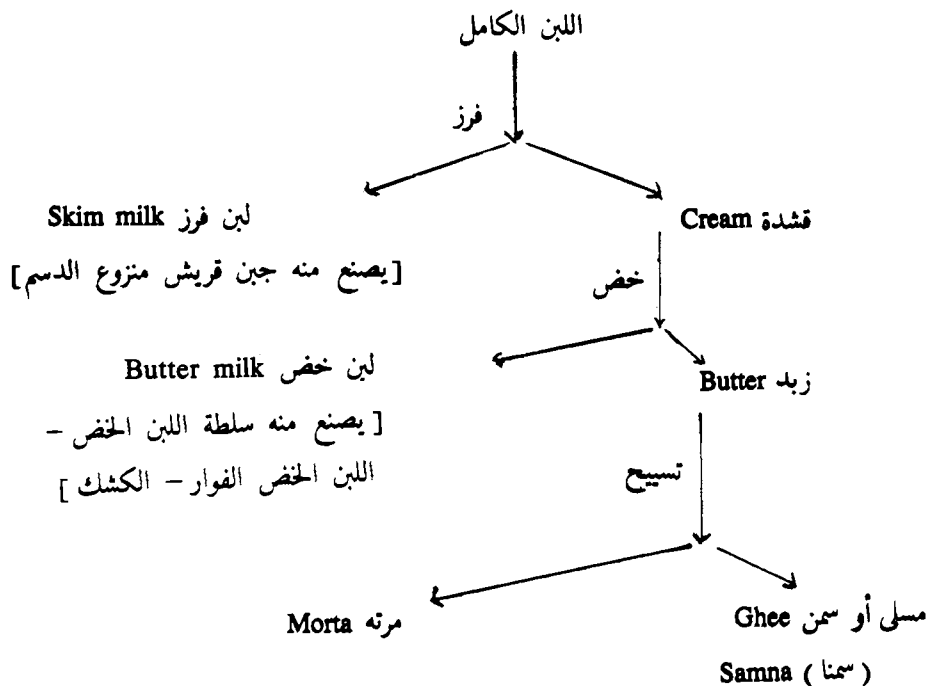 اللبن الكامل
فرز
قشدة Cream
لبن فرز Skim milk
[يصنع منه جبن قريش منزوع الدسم]
خض
زبد Butter
لبن خض Butter milk
[يصنع منه سلطة اللبن الخض –
اللبن الخض الفوار – الكشك]
تسييح
مسلى أو سمن Ghee
(سمنا) Samna
مرته Morta